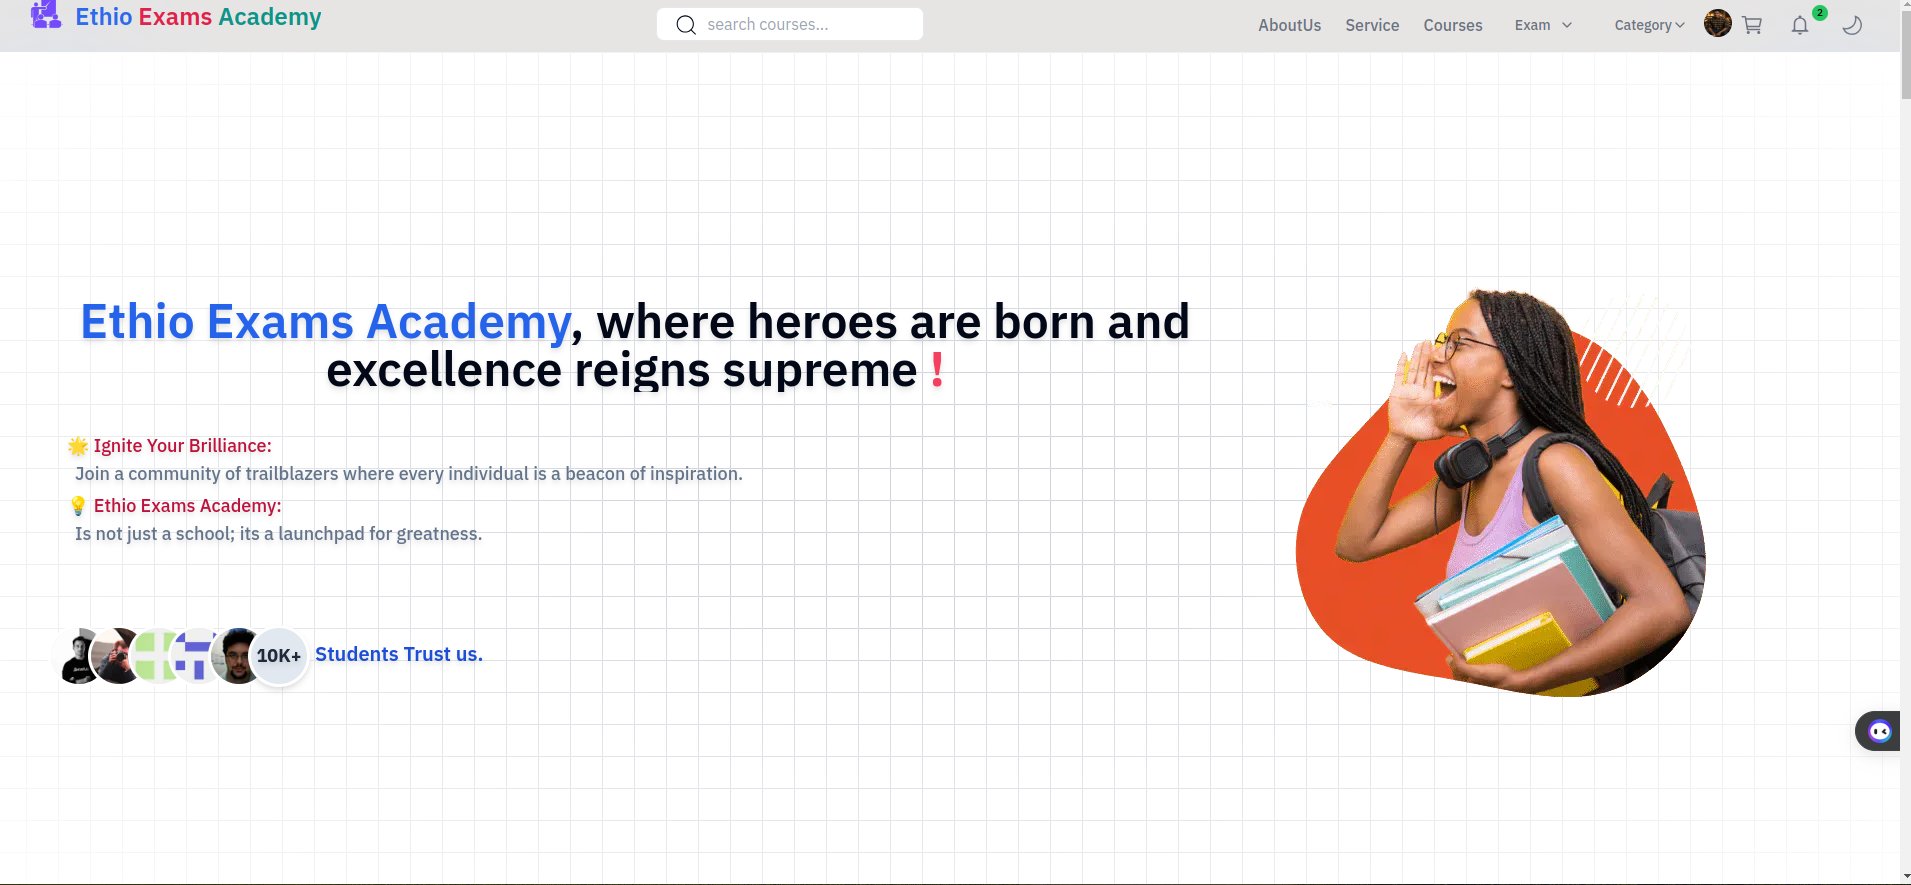 Ethio Exams Academy
search courses...
AboutUs
Service
Courses
Exam
Category
2
Ethio Exams Academy, where heroes are born and
excellence reigns supreme !
🌟 Ignite Your Brilliance:
Join a community of trailblazers where every individual is a beacon of inspiration.
💡 Ethio Exams Academy:
Is not just a school; its a launchpad for greatness.
10K+
Students Trust us.